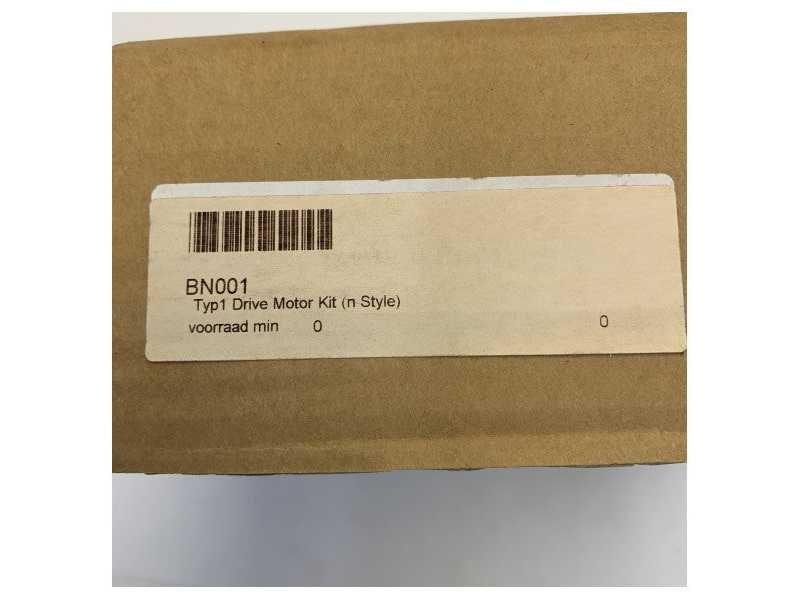 BN001
Typ1 Drive Motor Kit (n Style)
voorraad min 0 0